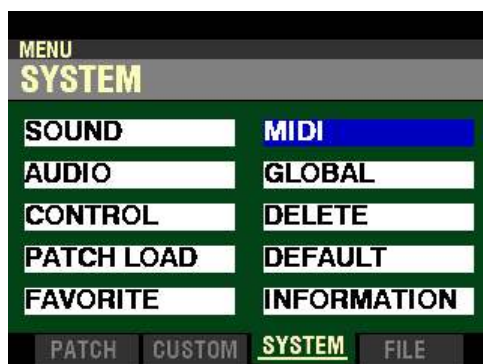 MENU
SYSTEM
SOUND
MIDI
AUDIO
GLOBAL
CONTROL
DELETE
PATCH LOAD
DEFAULT
FAVORITE
INFORMATION
PATCH
CUSTOM
SYSTEM
FILE